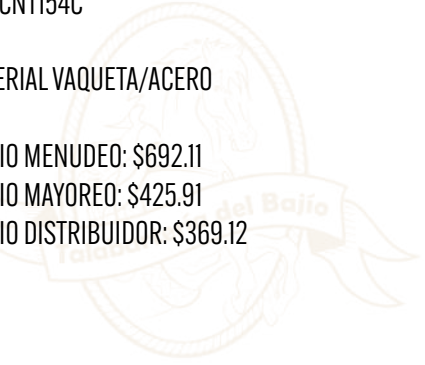 CNT154C
ERIAL VAQUETA/ACERO
IO MENUDEO: $692.11
IO MAYOREO: $425.91
IO DISTRIBUIDOR: $369.12
del Bajío